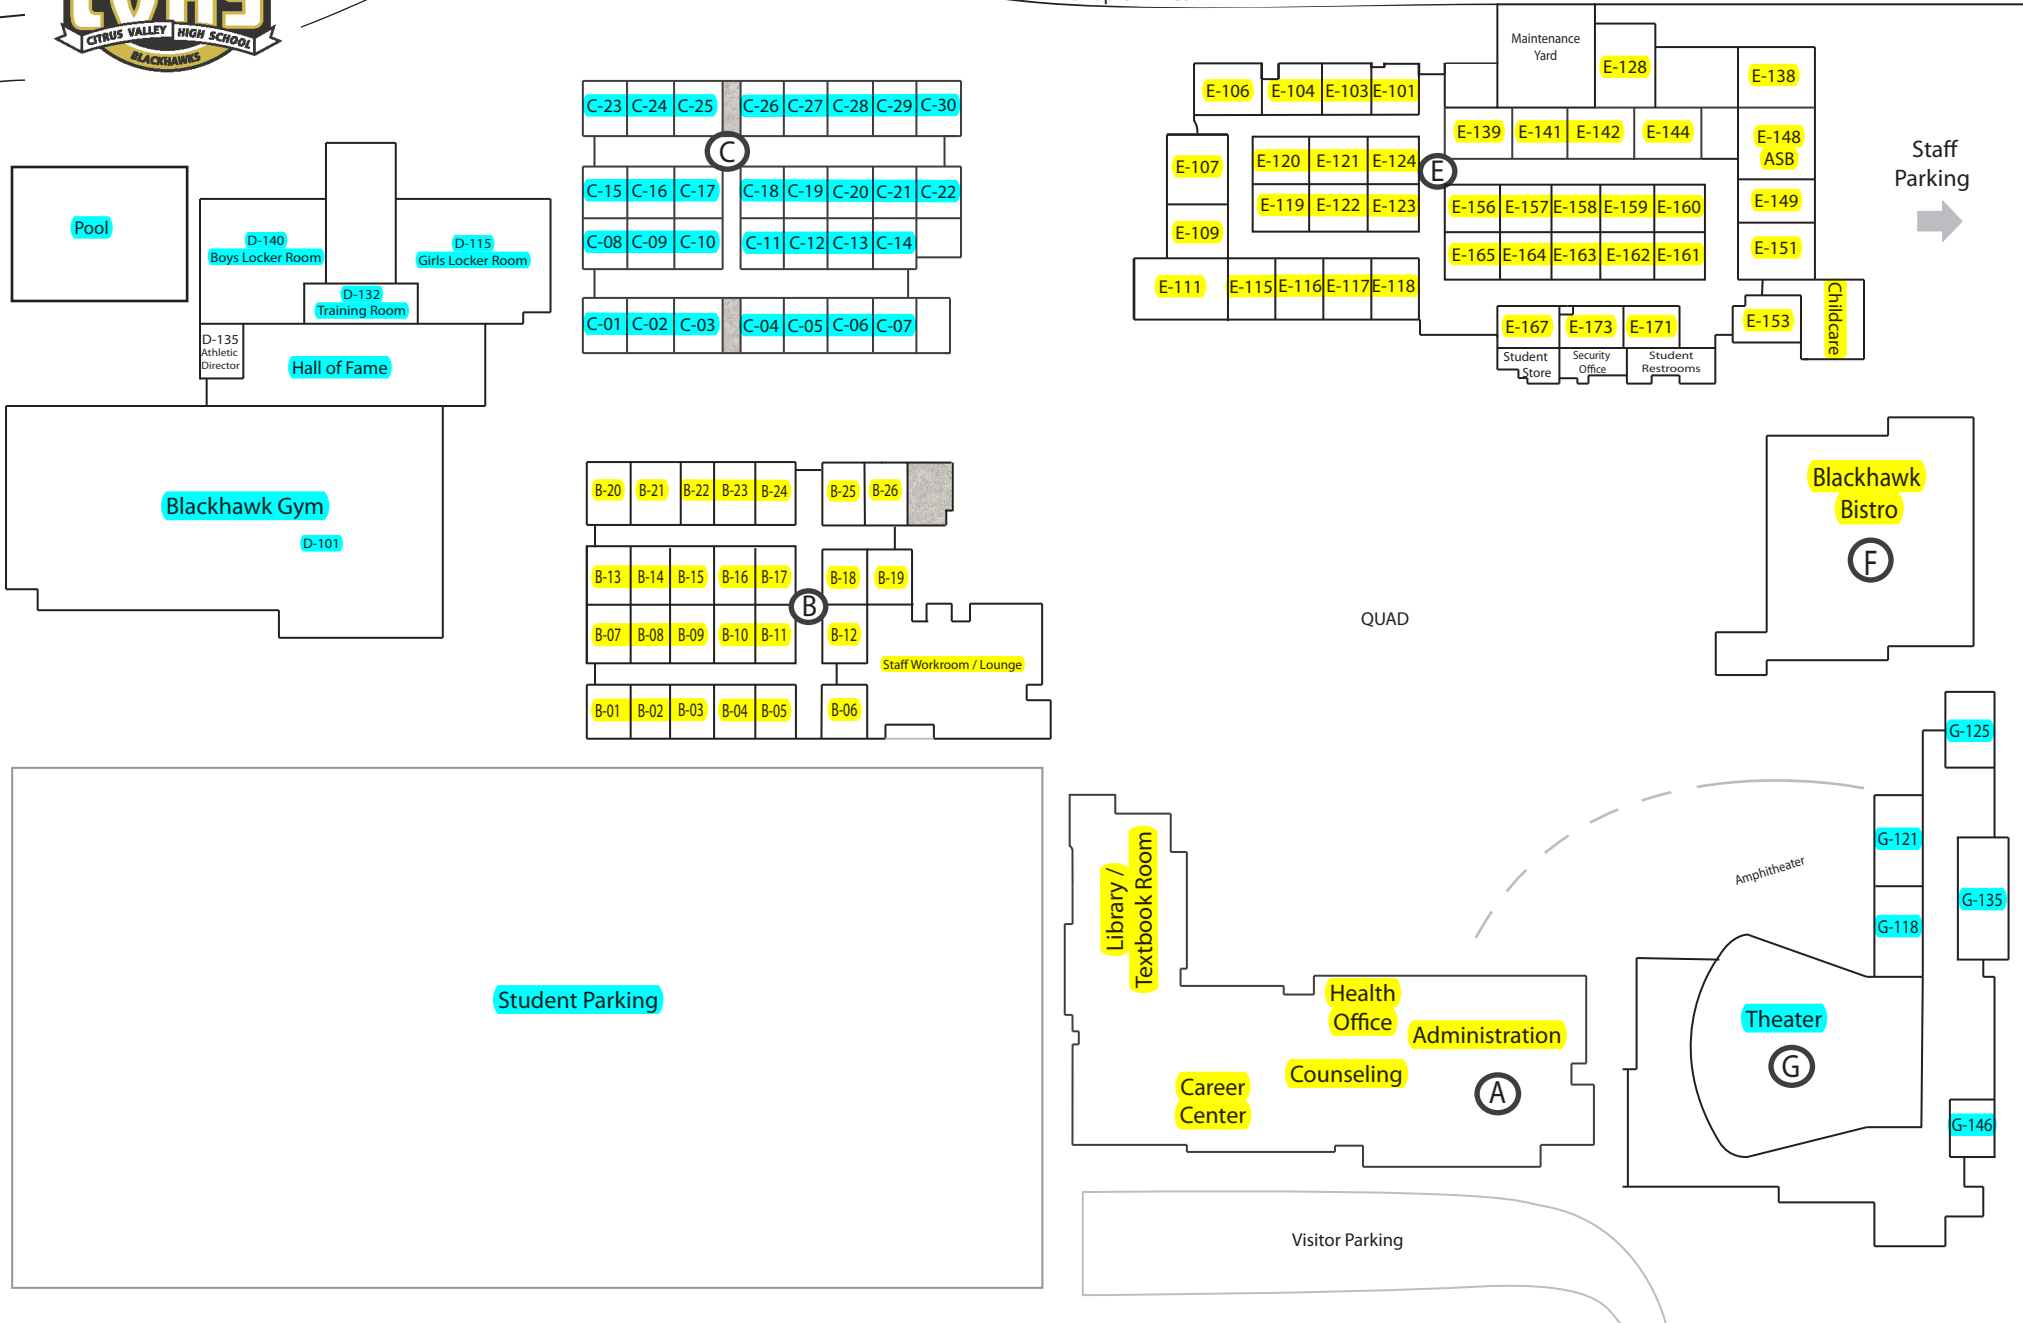 CVHS
CITRUS VALLEY HIGH SCHOOL
BLACKHAWKS
Pool
D-140
Boys Locker Room
D-115
Girls Locker Room
D-132
Training Room
D-135
Athletic
Director
Hall of Fame
Blackhawk Gym
D-101
C-23 C-24 C-25 C-26 C-27 C-28 C-29 C-30
C
C-15 C-16 C-17 C-18 C-19 C-20 C-21 C-22
C-08 C-09 C-10 C-11 C-12 C-13 C-14
C-01 C-02 C-03 C-04 C-05 C-06 C-07
B-20 B-21 B-22 B-23 B-24 B-25 B-26
B-13 B-14 B-15 B-16 B-17 B-18 B-19
B
B-07 B-08 B-09 B-10 B-11 B-12
Staff Workroom / Lounge
B-01 B-02 B-03 B-04 B-05 B-06
Maintenance
Yard
E-128
E-138
E-106 E-104 E-103 E-101
E-139 E-141 E-142 E-144
E-148
ASB
E-107
E-120 E-121 E-124
E
E-149
E-119 E-122 E-123
E-156 E-157 E-158 E-159 E-160
E-109
E-151
E-165 E-164 E-163 E-162 E-161
E-111 E-115 E-116 E-117 E-118
E-167 E-173 E-171
E-153
Childcare
Student
Store
Security
Office
Student
Restrooms
Staff
Parking
QUAD
Blackhawk
Bistro
F
G-125
G-121
G-135
G-118
Amphitheater
Theater
G
G-146
Library /
Textbook Room
Health
Office
Administration
Counseling
Career
Center
A
Student Parking
Visitor Parking